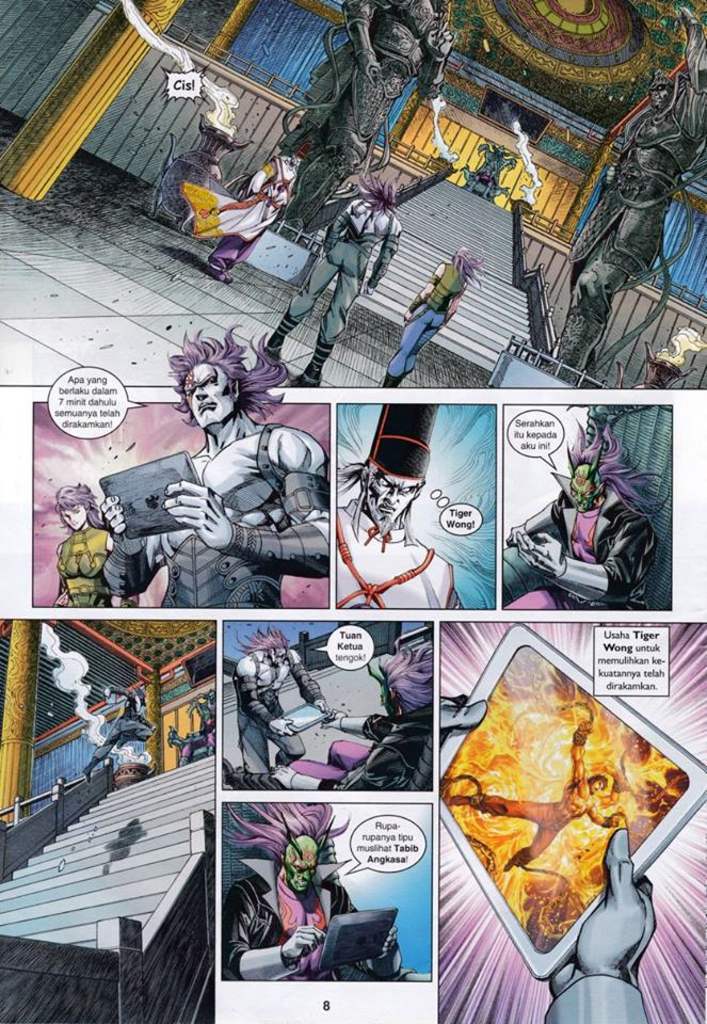 Cis!
Apa yang
berlaku dalam
7 minit dahulu
semuanya telah
dirakamkan!
Tiger
Wong!
Serahkan
itu kepada
aku ini!
Tuan
Ketua
tengok!
Rupa-
rupanya tipu
muslihat Tabib
Angkasa!
Usaha Tiger
Wong untuk
memulihkan ke-
kuatannya telah
dirakamkan.
8